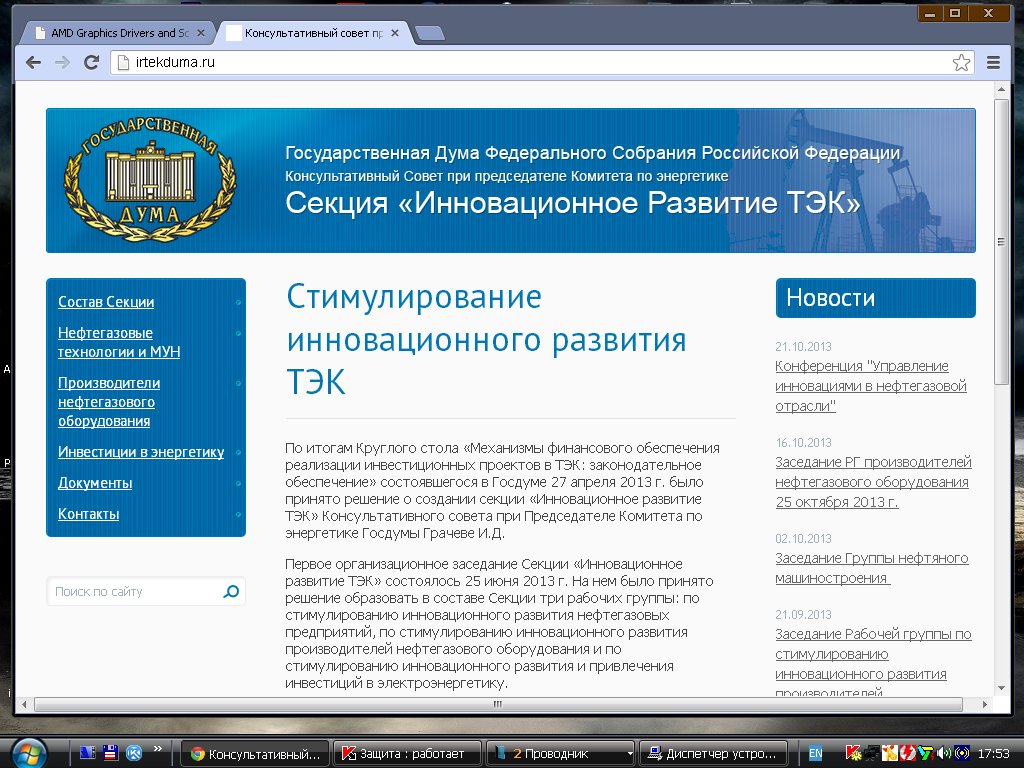 AMD Graphics Drivers and Sc
Консультативный совет пр
irtekduma.ru
ГОСУДАРСТВЕННАЯ
ДУМА
Государственная Дума Федерального Собрания Российской Федерации
Консультативный Совет при председателе Комитета по энергетике
Секция «Инновационное Развитие ТЭК»
Состав Секции
Нефтегазовые
технологии и МУН
Производители
нефтегазового
оборудования
Инвестиции в энергетику
Документы
Контакты
Поиск по сайту
Стимулирование
инновационного развития
ТЭК
По итогам Круглого стола «Механизмы финансового обеспечения
реализации инвестиционных проектов в ТЭК: законодательное
обеспечение» состоявшегося в Госдуме 27 апреля 2013 г. было
принято решение о создании секции «Инновационное развитие
ТЭК» Консультативного совета при Председателе Комитета по
энергетике Госдумы Грачеве И.Д.
Первое организационное заседание Секции «Инновационное
развитие ТЭК» состоялось 25 июня 2013 г. На нем было принято
решение образовать в составе Секции три рабочих группы: по
стимулированию инновационного развития нефтегазовых
предприятий, по стимулированию инновационного развития
производителей нефтегазового оборудования и по
стимулированию инновационного развития и привлечения
инвестиций в электроэнергетику.
Новости
21.10.2013
Конференция "Управление
инновациями в нефтегазовой
отрасли"
16.10.2013
Заседание РГ производителей
нефтегазового оборудования
25 октября 2013 г.
02.10.2013
Заседание Группы нефтяного
машиностроения
21.09.2013
Заседание Рабочей группы по
стимулированию
инновационного развития
производителей
Консультативный...
Защита : работает
2 Проводник
Диспетчер устро...
EN
17:53